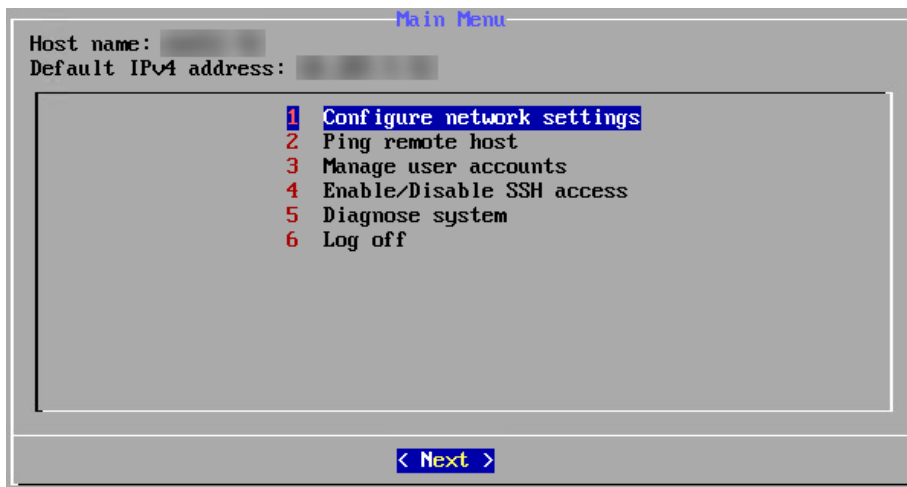 Main Menu
Host name:
Default IPv4 address:
1 Configure network settings
2 Ping remote host
3 Manage user accounts
4 Enable/Disable SSH access
5 Diagnose system
6 Log off
< Next >